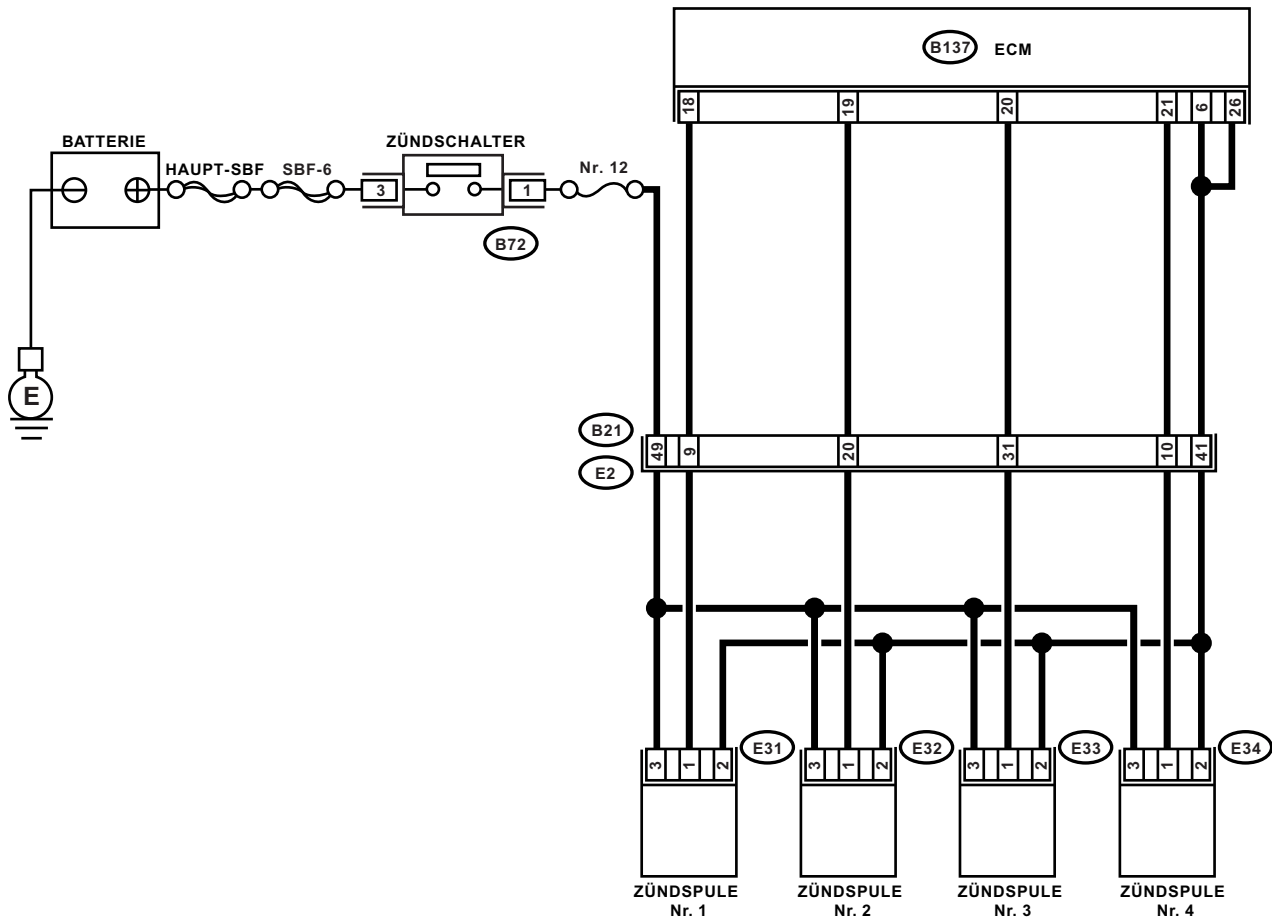 B137 ECM
18 19 20 21 6 26
BATTERIE
HAUPT-SBF SBF-6
ZÜNDSCHALTER
Nr. 12
3 1
B72
E
B21
E2
49 9 20 31 10 41
E31 E32 E33 E34
3 1 2 3 1 2 3 1 2 3 1 2
ZÜNDSPULE
Nr. 1
ZÜNDSPULE
Nr. 2
ZÜNDSPULE
Nr. 3
ZÜNDSPULE
Nr. 4